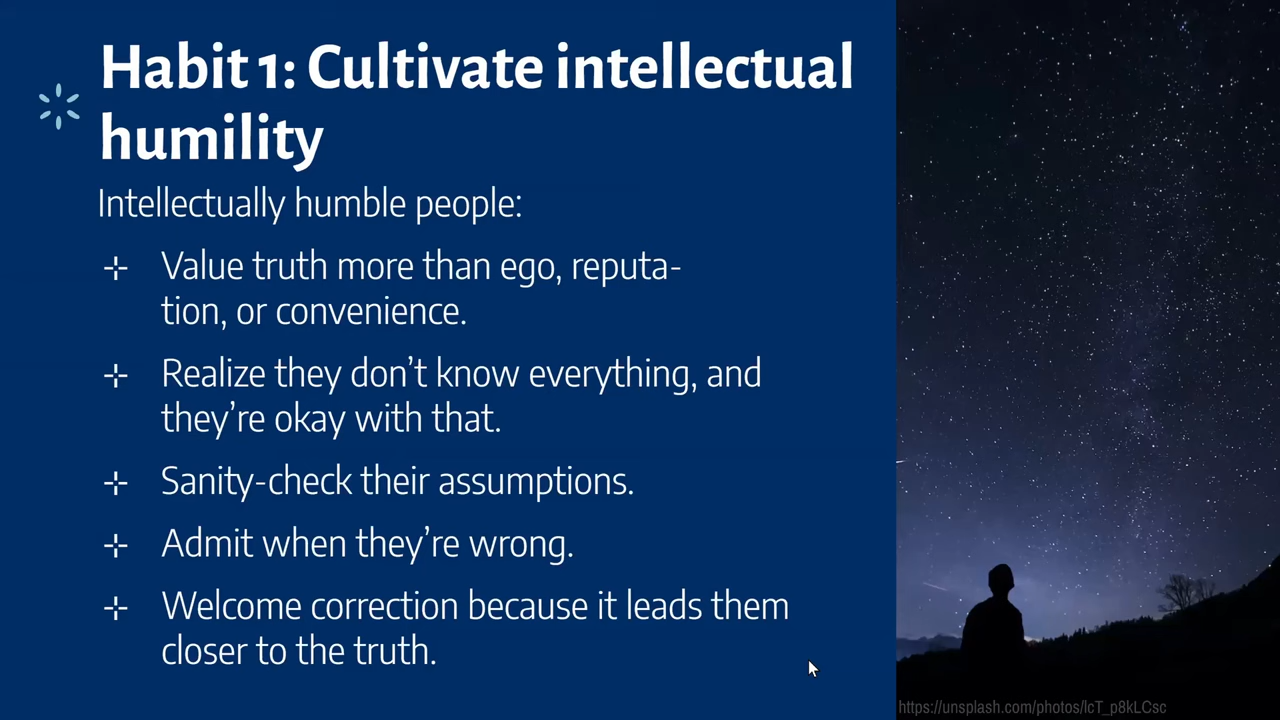 Habit 1: Cultivate intellectual
humility
Intellectually humble people:
Value truth more than ego, reputa-
tion, or convenience.
Realize they don’t know everything, and
they’re okay with that.
Sanity-check their assumptions.
Admit when they’re wrong.
Welcome correction because it leads them
closer to the truth.
https://unsplash.com/photos/lcT_p8kLCsc